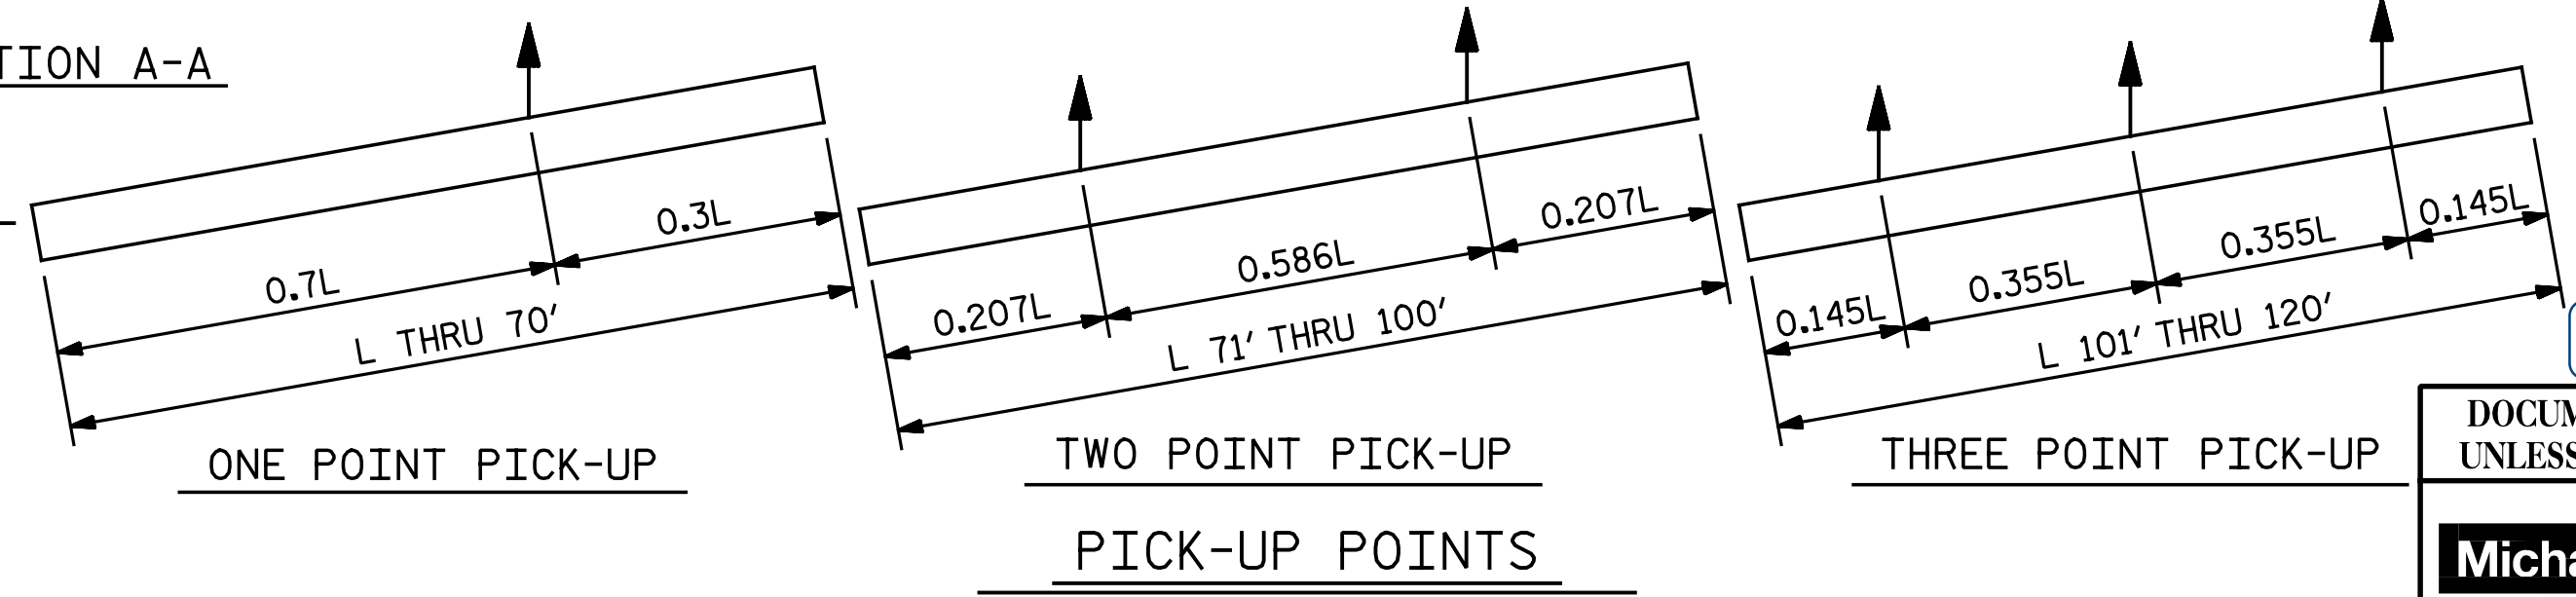 TION A-A
0.7L
0.3L
L THRU 70'
ONE POINT PICK-UP
0.207L
0.586L
0.207L
L 71' THRU 100'
TWO POINT PICK-UP
0.145L
0.355L
0.355L
0.145L
L 101' THRU 120'
THREE POINT PICK-UP
PICK-UP POINTS
DOCUM
UNLESS
Micha